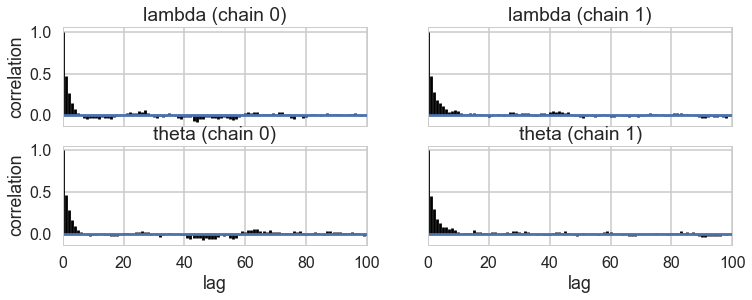 lambda (chain 0)
lambda (chain 1)
1.0
0.5
0.0
correlation
theta (chain 0)
theta (chain 1)
1.0
0.5
0.0
correlation
0 20 40 60 80 100
0 20 40 60 80 100
lag
lag